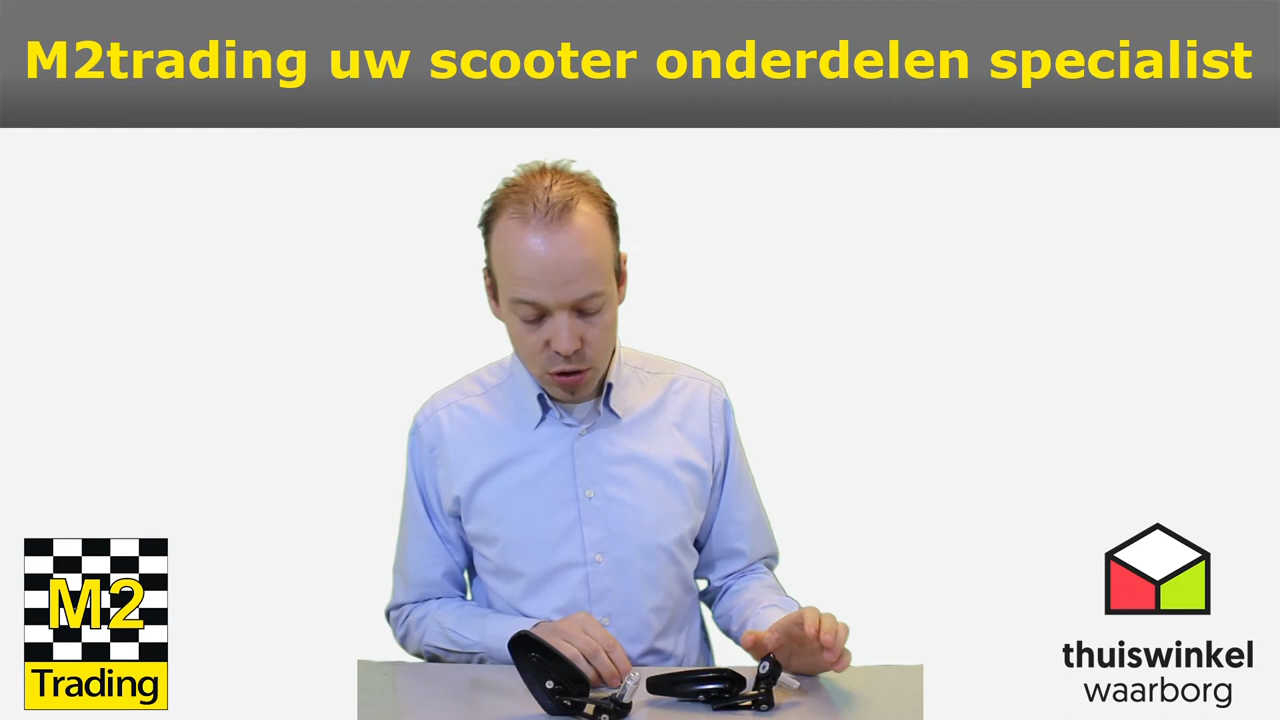 M2trading uw scooter onderdelen specialist
M2
Trading
thuiswinkel
waarborg